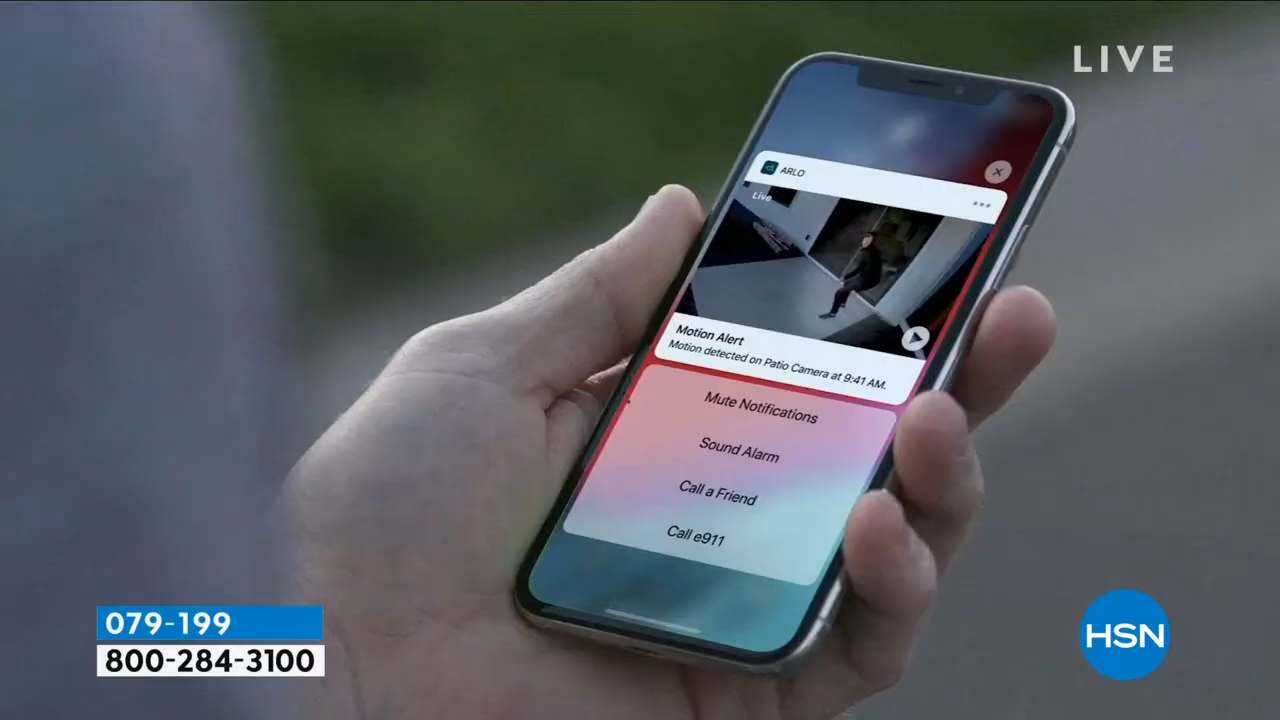 LIVE
ARLO
Live
Motion Alert
Motion detected on Patio Camera at 9:41 AM.
Mute Notifications
Sound Alarm
Call a Friend
Call e911
079-199
800-284-3100
HSN